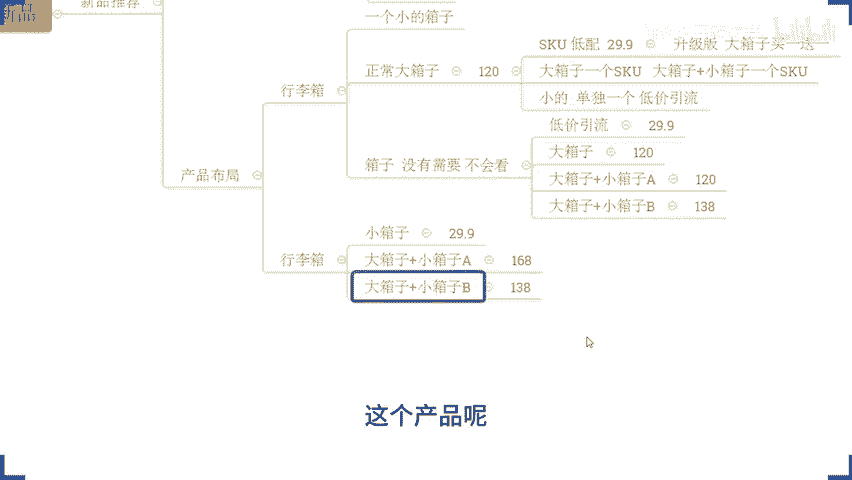 新品
新品推荐
一个小的箱子
SKU 低配 29.9 升级版 大箱子买一送一
正常大箱子 120 大箱子一个SKU 大箱子+小箱子一个SKU
行李箱
小的 单独一个 低价引流
低价引流 29.9
大箱子 120
箱子 没有需要 不会看
产品布局
大箱子+小箱子A 120
大箱子+小箱子B 138
小箱子 29.9
行李箱 大箱子+小箱子A 168
大箱子+小箱子B 138
这个产品呢